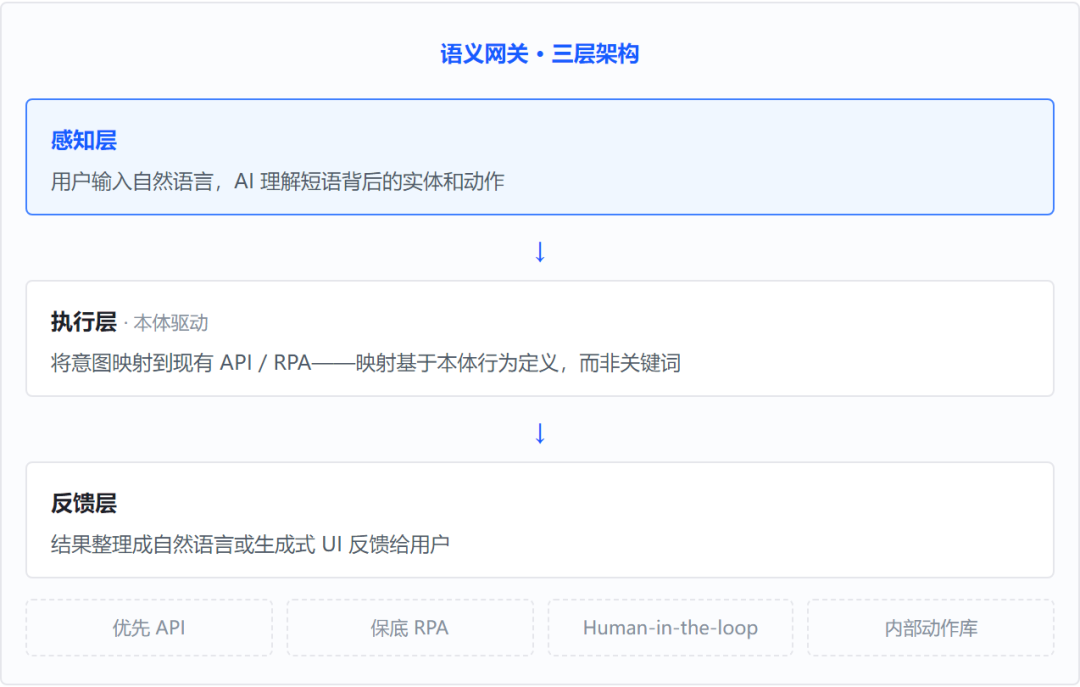 语义网关 · 三层架构
感知层
用户输入自然语言，AI 理解短语背后的实体和动作
↓
执行层 · 本体驱动
将意图映射到现有 API / RPA——映射基于本体行为定义，而非关键词
↓
反馈层
结果整理成自然语言或生成式 UI 反馈给用户
优先 API
保底 RPA
Human-in-the-loop
内部动作库